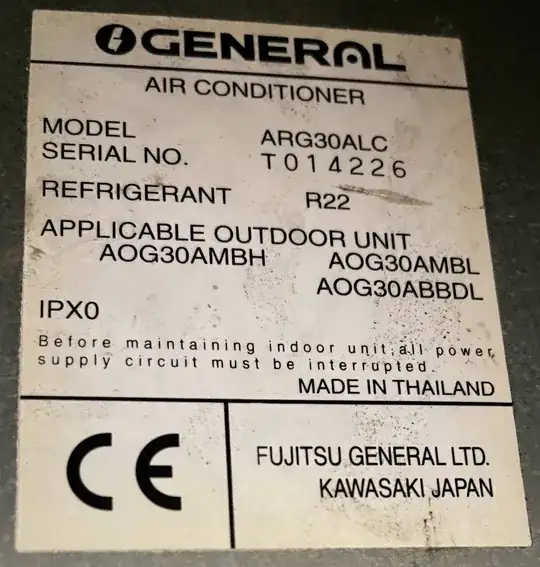 GENERAL
AIR CONDITIONER
MODEL ARG30ALC
SERIAL NO. T014226
REFRIGERANT R22
APPLICABLE OUTDOOR UNIT
AOG30AMBH AOG30AMBL
AOG30ABBDL
IPX0
Before maintaining indoor unit,all power
supply circuit must be interrupted.
MADE IN THAILAND
CE
FUJITSU GENERAL LTD.
KAWASAKI JAPAN